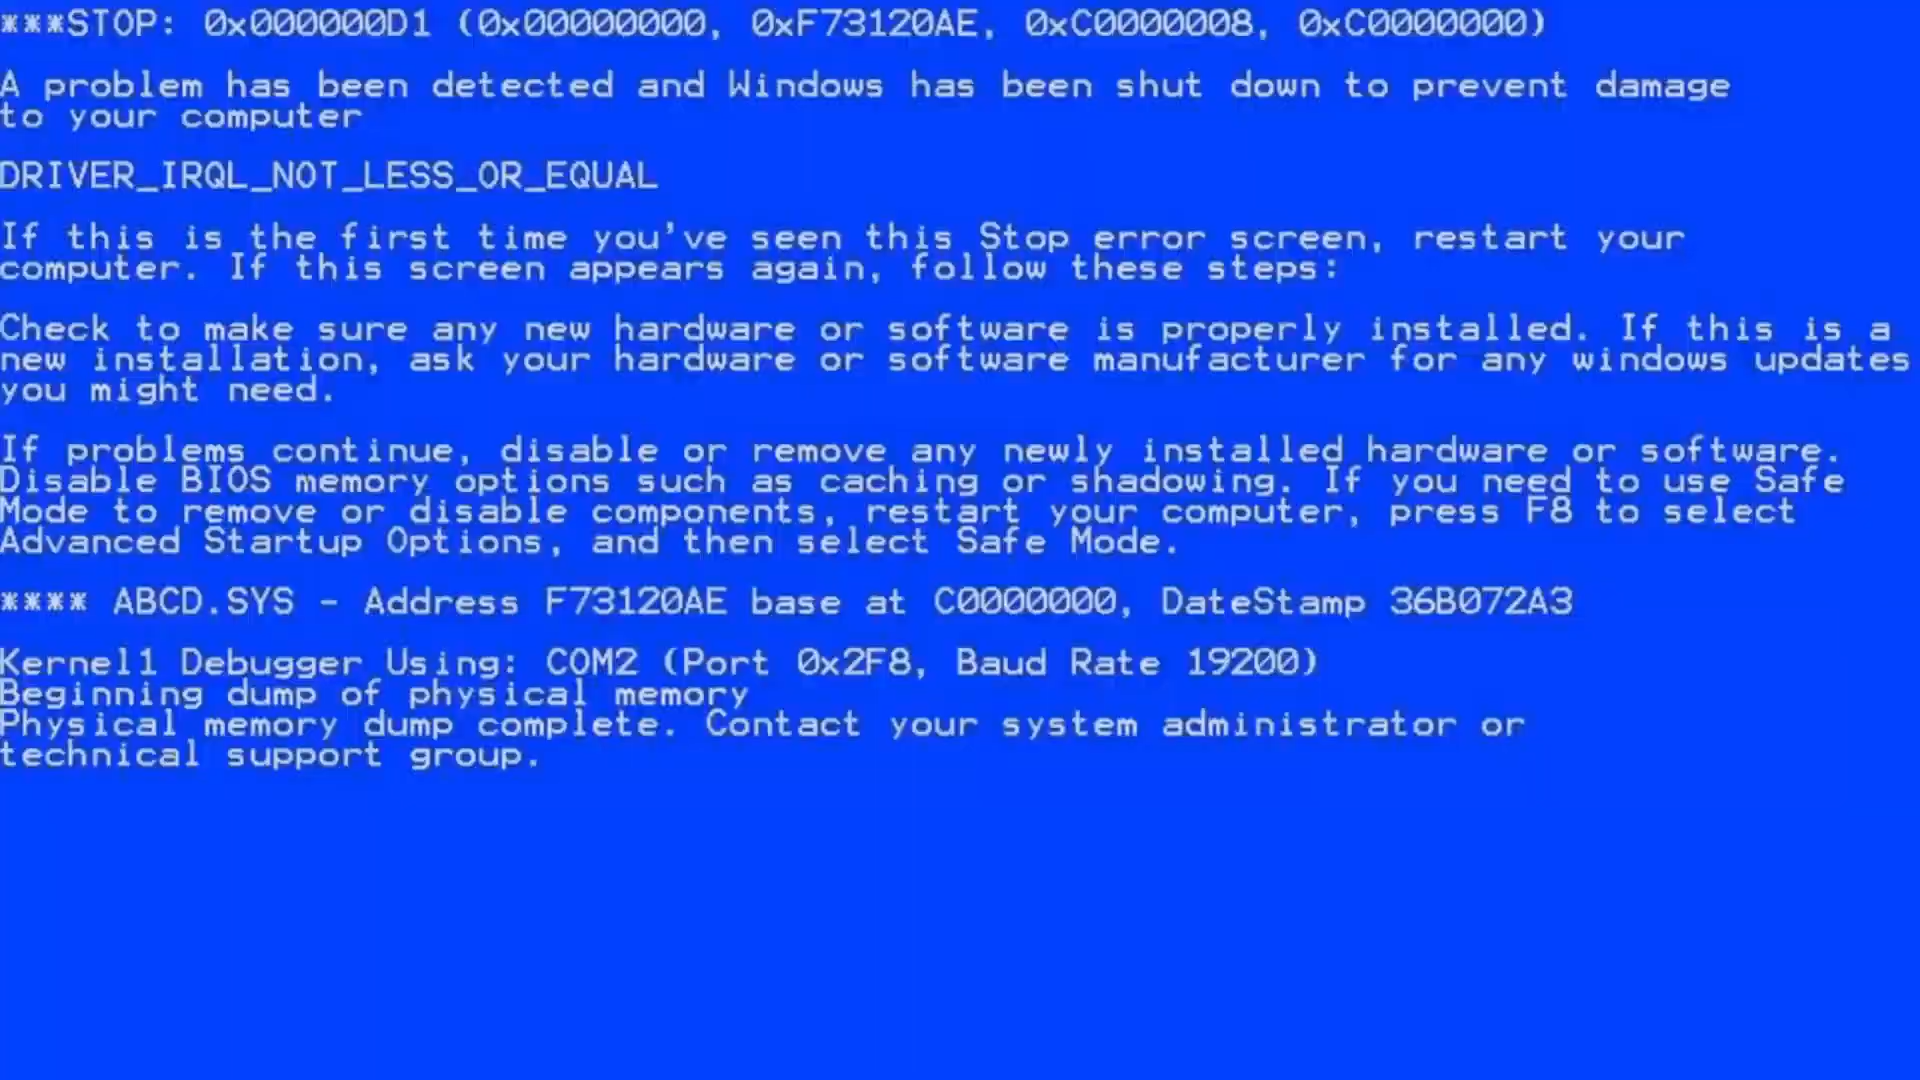 ***STOP: 0x000000D1 (0x00000000, 0xF73120AE, 0xC0000008, 0xC0000000)
A problem has been detected and Windows has been shut down to prevent damage
to your computer
DRIVER_IRQL_NOT_LESS_OR_EQUAL
If this is the first time you've seen this Stop error screen, restart your
computer. If this screen appears again, follow these steps:
Check to make sure any new hardware or software is properly installed. If this is a
new installation, ask your hardware or software manufacturer for any windows updates
you might need.
If problems continue, disable or remove any newly installed hardware or software.
Disable BIOS memory options such as caching or shadowing. If you need to use Safe
Mode to remove or disable components, restart your computer, press F8 to select
Advanced Startup Options, and then select Safe Mode.
**** ABCD.SYS - Address F73120AE base at C0000000, DateStamp 36B072A3
Kernel1 Debugger Using: COM2 (Port 0x2F8, Baud Rate 19200)
Beginning dump of physical memory
Physical memory dump complete. Contact your system administrator or
technical support group.